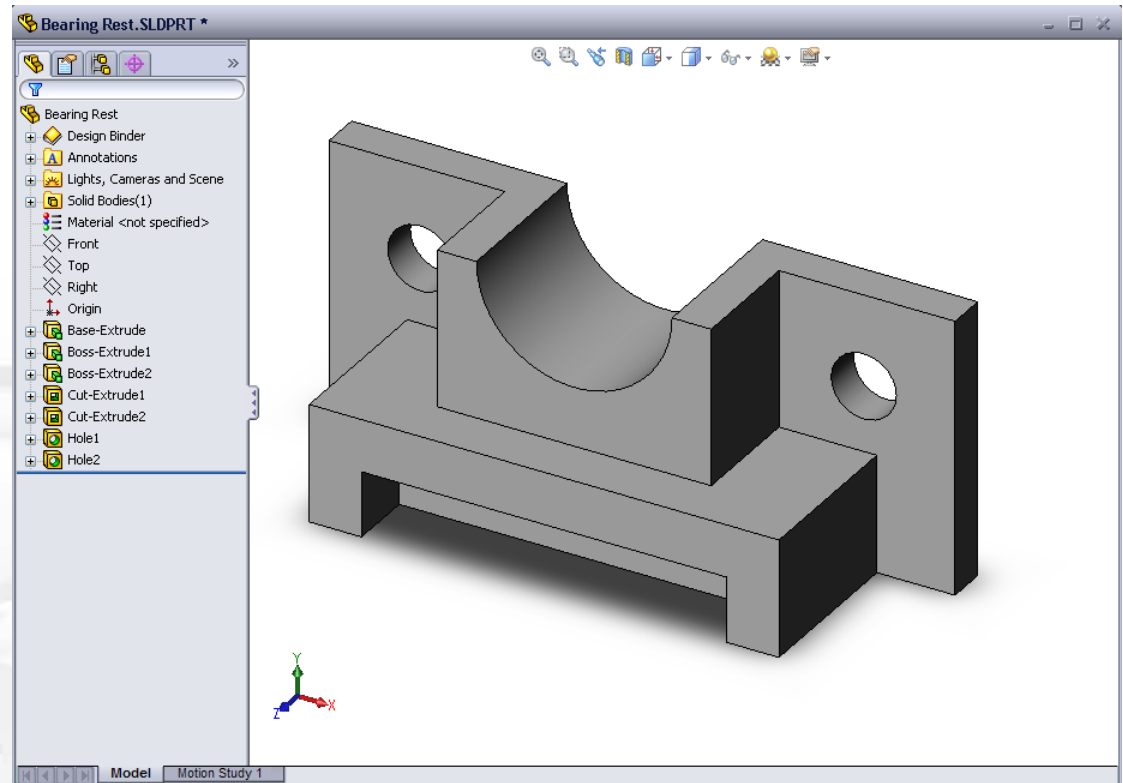 Bearing Rest.SLDPRT *
»
Bearing Rest
Design Binder
A Annotations
Lights, Cameras and Scene
Solid Bodies(1)
Material <not specified>
Front
Top
Right
Origin
Base-Extrude
Boss-Extrude1
Boss-Extrude2
Cut-Extrude1
Cut-Extrude2
Hole1
Hole2
Y
X
Z
Model Motion Study 1